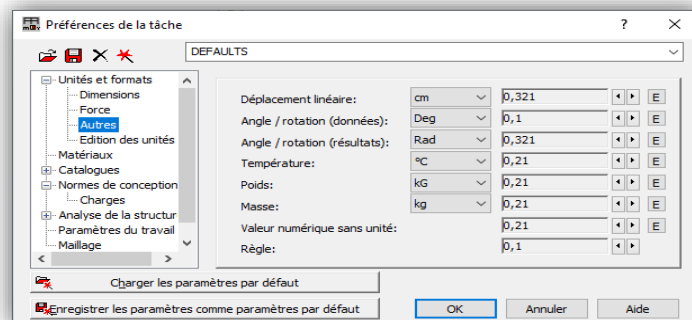 Préférences de la tâche
DEFAULTS
Unités et formats
Dimensions
Force
Autres
Edition des unités
Matériaux
Catalogues
Normes de conception
Charges
Analyse de la structur
Paramètres du travail
Maillage
Déplacement linéaire: cm 0,321 E
Angle / rotation (données): Deg 0,1 E
Angle / rotation (résultats): Rad 0,321 E
Température: °C 0,21 E
Poids: kG 0,21 E
Masse: kg 0,21 E
Valeur numérique sans unité: 0,21 E
Règle: 0,1
Charger les paramètres par défaut
Enregistrer les paramètres comme paramètres par défaut
OK Annuler Aide